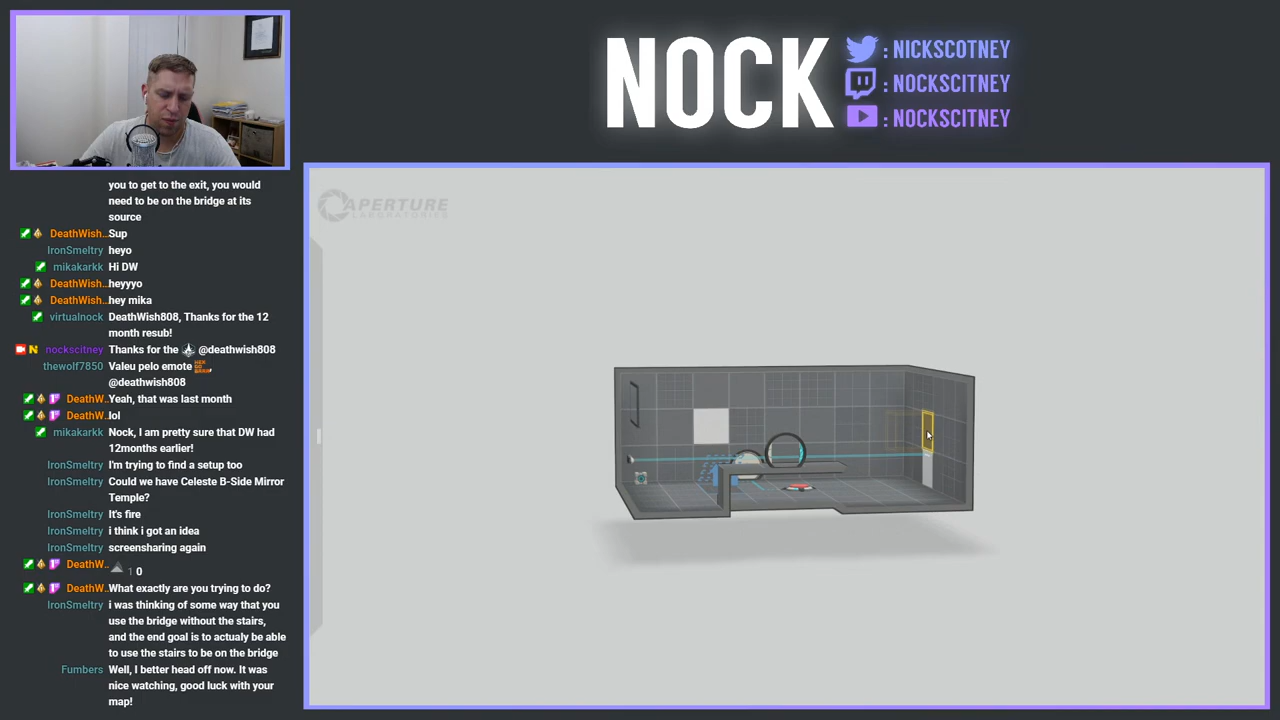 NOCK
: NICKSCOTNEY
: NOCKSCITNEY
: NOCKSCITNEY
APERTURE
LABORATORIES
you to get to the exit, you would
need to be on the bridge at its
source
DeathWish.. Sup
IronSmeltry heyo
mikakarkk Hi DW
DeathWish.. heyyyo
DeathWish.. hey mika
virtualnock DeathWish808, Thanks for the 12
month resub!
nockscitney Thanks for the @deathwish808
thewolf7850 Valeu pelo emote ,
@deathwish808
DeathW.. Yeah, that was last month
DeathW.. lol
mikakarkk Nock, I am pretty sure that DW had
12months earlier!
IronSmeltry I'm trying to find a setup too
IronSmeltry Could we have Celeste B-Side Mirror
Temple?
IronSmeltry It's fire
IronSmeltry i think i got an idea
IronSmeltry screensharing again
DeathW.. 1 0
DeathW.. What exactly are you trying to do?
IronSmeltry i was thinking of some way that you
use the bridge without the stairs,
and the end goal is to actualy be able
to use the stairs to be on the bridge
Fumbers Well, I better head off now. It was
nice watching, good luck with your
map!